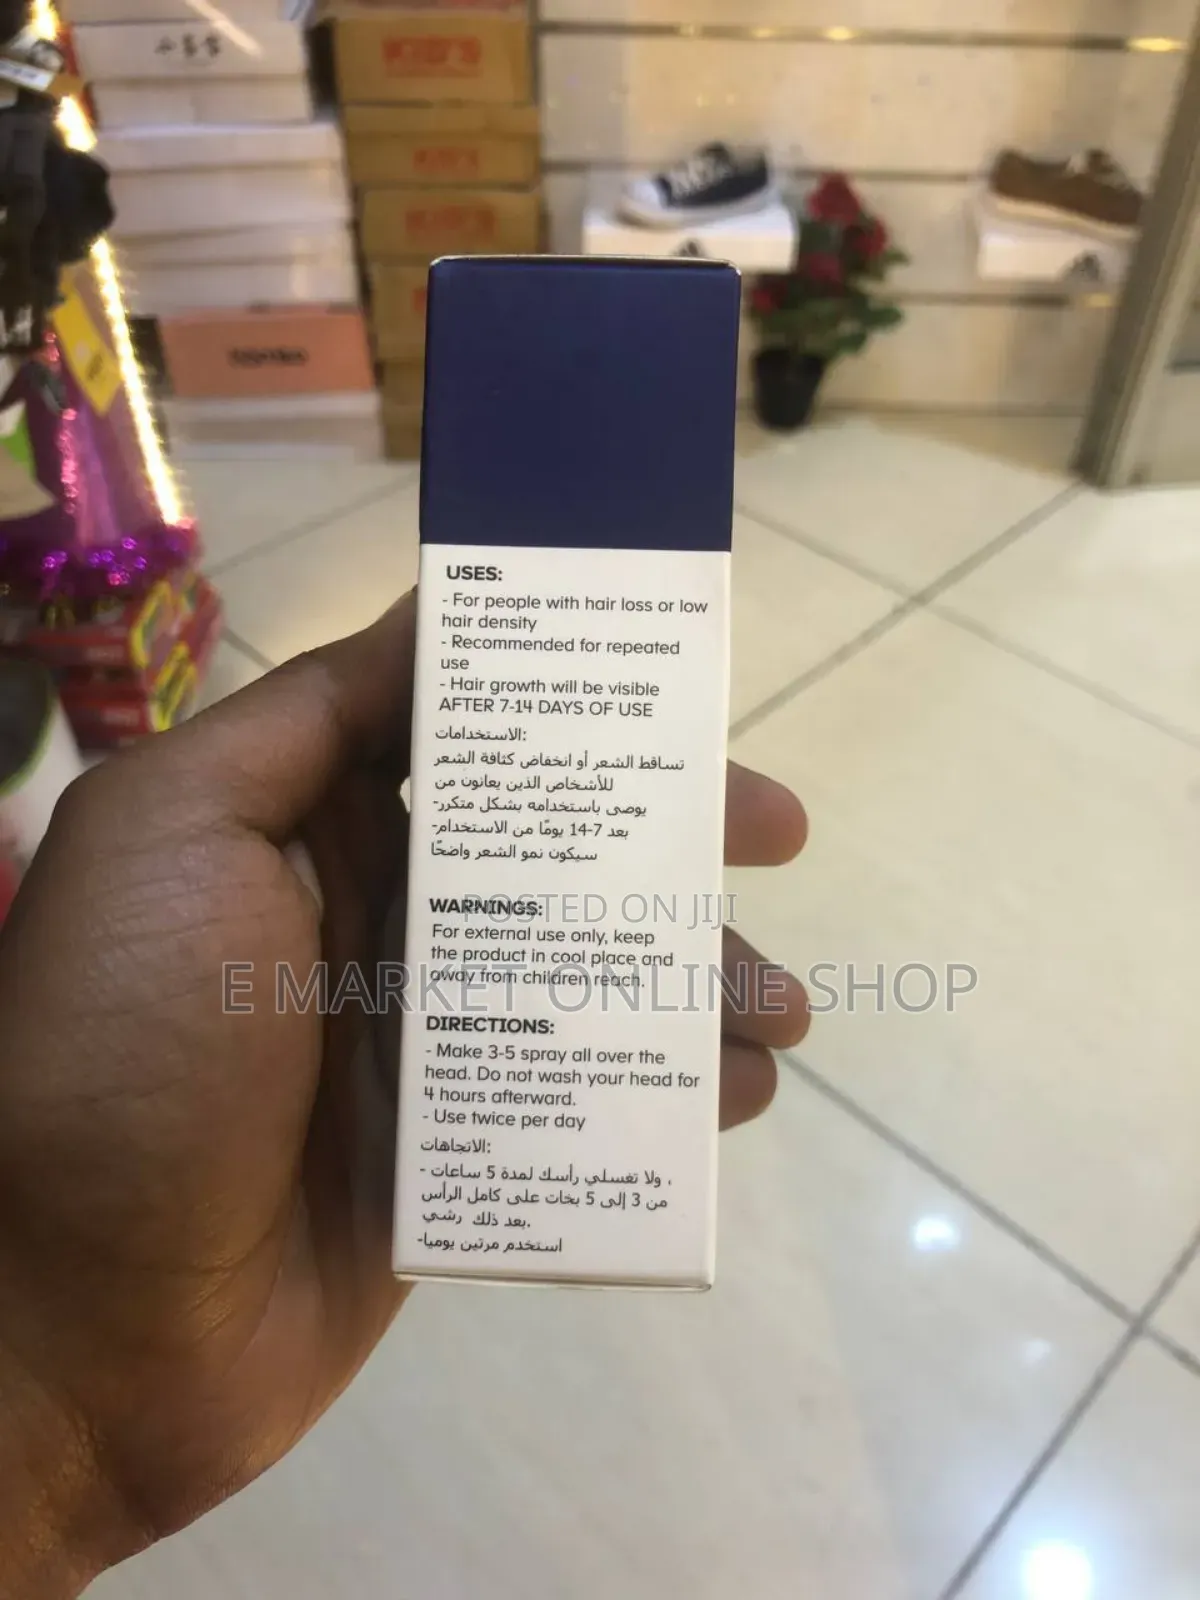 KID'S
KID'S
KID'S
USES:
- For people with hair loss or low
hair density
- Recommended for repeated
use
- Hair growth will be visible
AFTER 7-14 DAYS OF USE
الاستخدامات:
تساقط الشعر أو انخفاض كثافة الشعر
للأشخاص الذين يعانون من
يوصى باستخدامه بشكل متكرر-
بعد 7-14 يومًا من الاستخدام-
سيكون نمو الشعر واضحًا
WARNINGS:
POSTED ON JIJI
For external use only, keep
the product in cool place and
away from children reach.
E MARKET ONLINE SHOP
DIRECTIONS:
- Make 3-5 spray all over the
head. Do not wash your head for
4 hours afterward.
- Use twice per day
الاتجاهات:
، ولا تغسلي رأسك لمدة 5 ساعات -
من 3 إلى 5 بخات على كامل الرأس
بعد ذلك رشي.
استخدم مرتين يوميا-